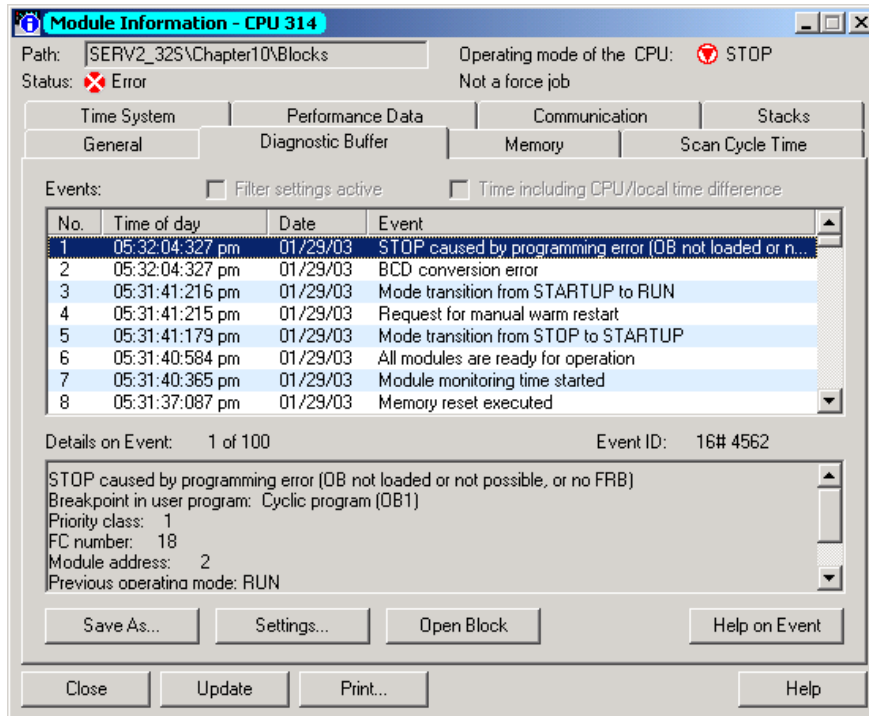 Module Information - CPU 314
Path: SERV2_32S\Chapter10\Blocks Operating mode of the CPU: STOP
Status: Error Not a force job
Time System Performance Data Communication Stacks
General Diagnostic Buffer Memory Scan Cycle Time
Events: Filter settings active Time including CPU/local time difference
No. Time of day Date Event
1 05:32:04:327 pm 01/29/03 STOP caused by programming error (OB not loaded or n...
2 05:32:04:327 pm 01/29/03 BCD conversion error
3 05:31:41:216 pm 01/29/03 Mode transition from STARTUP to RUN
4 05:31:41:215 pm 01/29/03 Request for manual warm restart
5 05:31:41:179 pm 01/29/03 Mode transition from STOP to STARTUP
6 05:31:40:584 pm 01/29/03 All modules are ready for operation
7 05:31:40:365 pm 01/29/03 Module monitoring time started
8 05:31:37:087 pm 01/29/03 Memory reset executed
Details on Event: 1 of 100 Event ID: 16# 4562
STOP caused by programming error (OB not loaded or not possible, or no FRB)
Breakpoint in user program: Cyclic program (OB1)
Priority class: 1
FC number: 18
Module address: 2
Previous operating mode: RUN
Save As... Settings... Open Block Help on Event
Close Update Print... Help